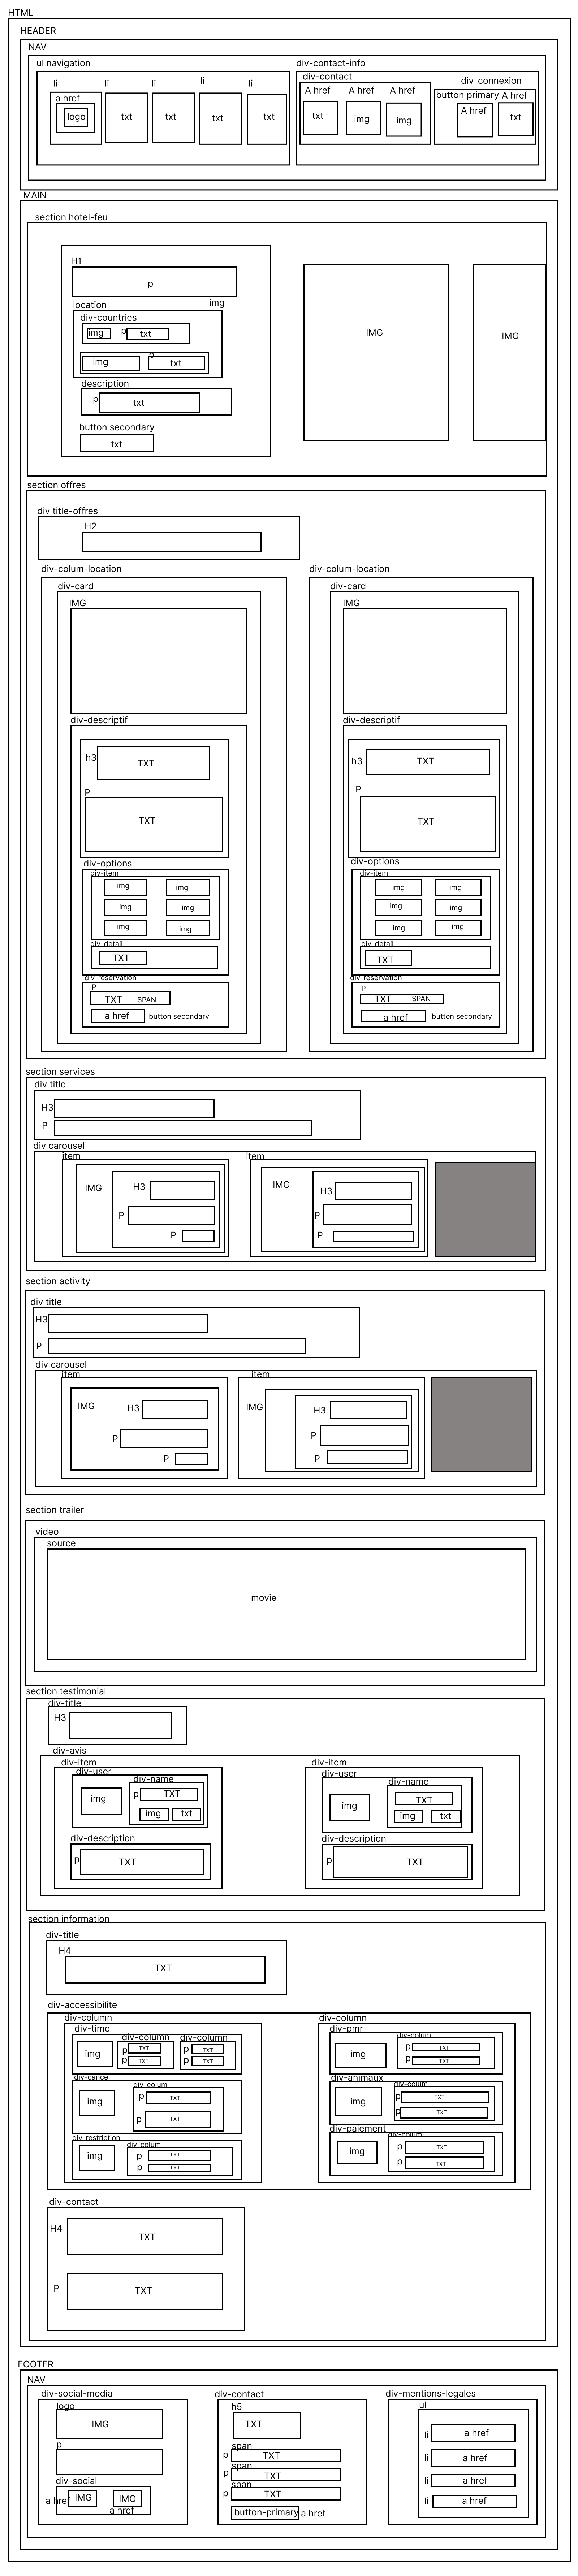 HTML
HEADER
NAV
ul navigation
div-contact-info
li
li
li
li
li
a href
logo
txt
txt
txt
txt
div-contact
A href
A href
A href
txt
img
img
div-connexion
button primary
A href
A href
txt
MAIN
section hotel-feu
H1
p
img
location
div-countries
img
p
txt
img
p
txt
description
p
txt
button secondary
txt
IMG
IMG
section offres
div title-offres
H2
div-colum-location
div-card
IMG
div-descriptif
h3
TXT
P
TXT
div-options
div-item
img
img
img
img
img
img
div-detail
TXT
div-reservation
P
TXT
SPAN
a href
button secondary
div-colum-location
div-card
IMG
div-descriptif
h3
TXT
P
TXT
div-options
div-item
img
img
img
img
img
img
div-detail
TXT
div-reservation
P
TXT
SPAN
a href
button secondary
section services
div title
H3
P
div carousel
item
IMG
H3
P
P
item
IMG
H3
P
P
section activity
div title
H3
P
div carousel
item
IMG
H3
P
P
item
IMG
H3
P
P
section trailer
video
source
movie
section testimonial
div-title
H3
div-avis
div-item
div-user
img
div-name
p
TXT
img
txt
div-description
p
TXT
div-item
div-user
img
div-name
TXT
img
txt
div-description
p
TXT
section information
div-title
H4
TXT
div-accessibilite
div-column
div-time
img
div-column
p
TXT
p
TXT
div-column
p
TXT
p
TXT
div-cancel
img
div-colum
p
TXT
p
TXT
div-restriction
img
div-colum
p
TXT
p
TXT
div-column
div-pmr
img
div-colum
p
TXT
p
TXT
div-animaux
img
div-colum
p
TXT
p
TXT
div-paiement
img
div-colum
p
TXT
p
TXT
div-contact
H4
TXT
P
TXT
FOOTER
NAV
div-social-media
logo
IMG
p
div-social
a href
IMG
IMG
a href
div-contact
h5
TXT
span
p
TXT
span
p
TXT
span
p
TXT
button-primary
a href
div-mentions-legales
ul
li
a href
li
a href
li
a href
li
a href